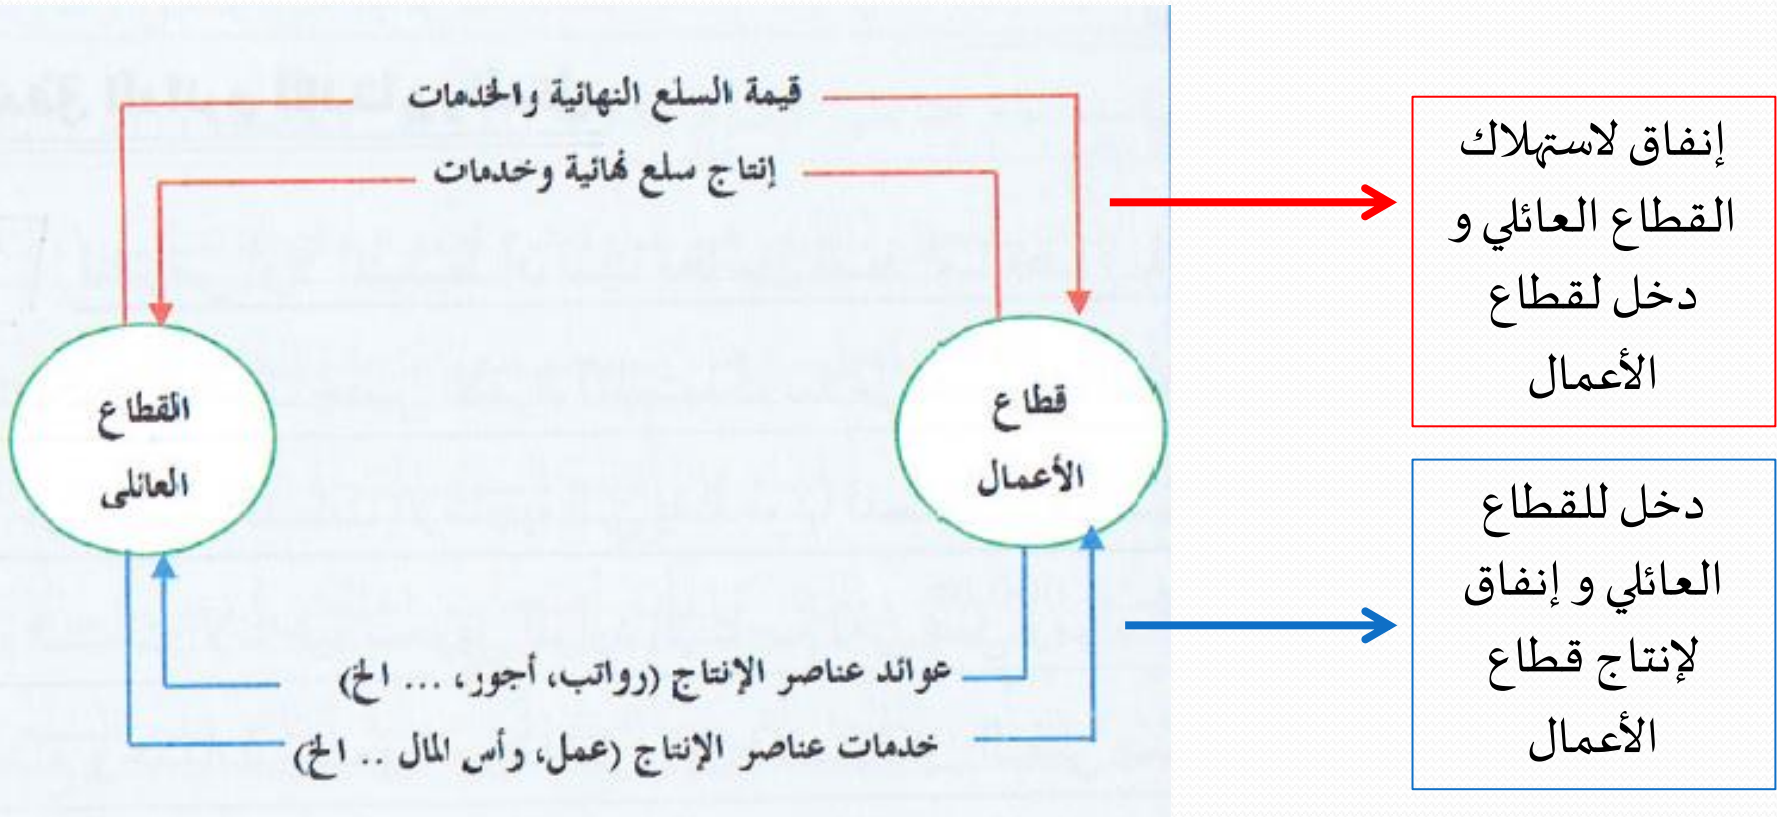 قيمة السلع النهائية والخدمات
إنتاج سلع نهائية وخدمات
قطاع
الأعمال
القطاع
العائلى
عوائد عناصر الإنتاج (رواتب، أجور، ... الخ)
خدمات عناصر الإنتاج (عمل، رأس المال .. الخ)
إنفاق لاستهلاك
القطاع العائلي و
دخل لقطاع
الأعمال
دخل للقطاع
العائلي و إنفاق
لإنتاج قطاع
الأعمال